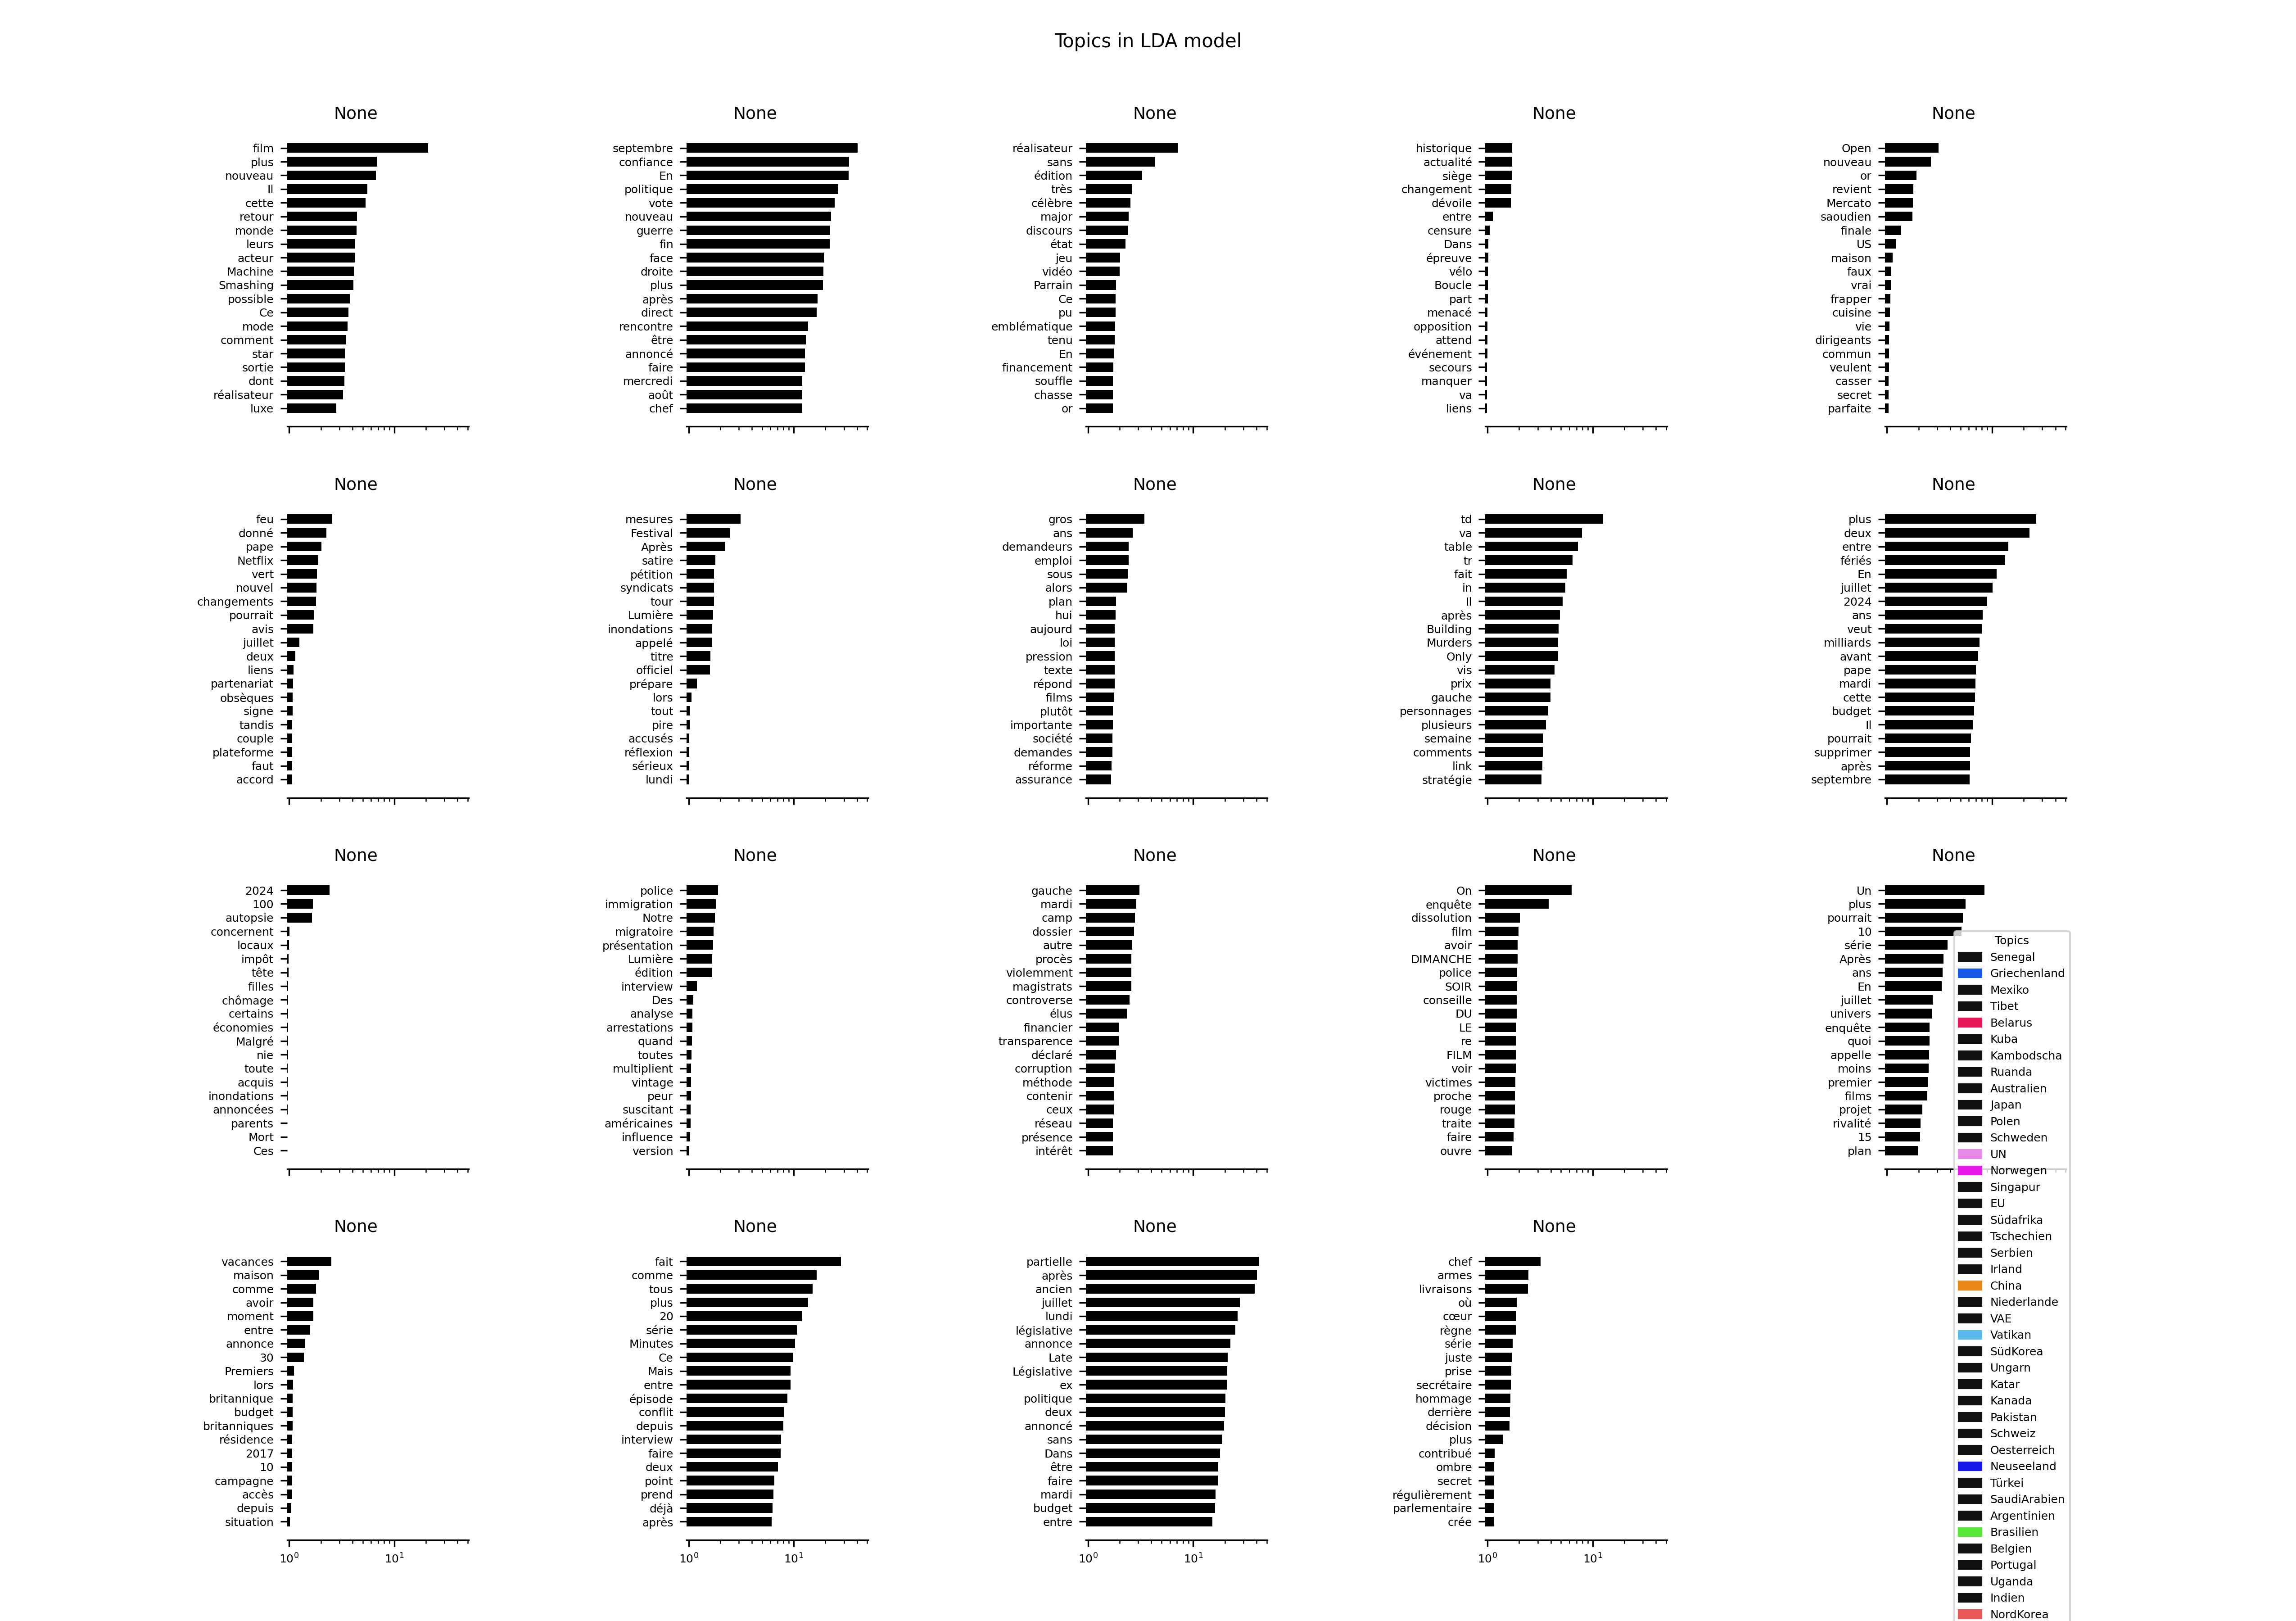 Topics in LDA model
None
film
plus
nouveau
Il
cette
retour
monde
leurs
acteur
Machine
Smashing
possible
Ce
mode
comment
star
sortie
dont
réalisateur
luxe
None
septembre
confiance
En
politique
vote
nouveau
guerre
fin
face
droite
plus
après
direct
rencontre
être
annoncé
faire
mercredi
août
chef
None
réalisateur
sans
édition
très
célèbre
major
discours
état
jeu
vidéo
Parrain
Ce
pu
emblématique
tenu
En
financement
souffle
chasse
or
None
historique
actualité
siège
changement
dévoile
entre
censure
Dans
épreuve
vélo
Boucle
part
menacé
opposition
attend
événement
secours
manquer
va
liens
None
Open
nouveau
or
revient
Mercato
saoudien
finale
US
maison
faux
vrai
frapper
cuisine
vie
dirigeants
commun
veulent
casser
secret
parfaite
None
feu
donné
pape
Netflix
vert
nouvel
changements
pourrait
avis
juillet
deux
liens
partenariat
obsèques
signe
tandis
couple
plateforme
faut
accord
None
mesures
Festival
Après
satire
pétition
syndicats
tour
Lumière
inondations
appelé
titre
officiel
prépare
lors
tout
pire
accusés
réflexion
sérieux
lundi
None
gros
ans
demandeurs
emploi
sous
alors
plan
hui
aujourd
loi
pression
texte
répond
films
plutôt
importante
société
demandes
réforme
assurance
None
td
va
table
tr
fait
in
Il
après
Building
Murders
Only
vis
prix
gauche
personnages
plusieurs
semaine
comments
link
stratégie
None
plus
deux
entre
fériés
En
juillet
2024
ans
veut
milliards
avant
pape
mardi
cette
budget
Il
pourrait
supprimer
après
septembre
None
2024
100
autopsie
concernent
locaux
impôt
tête
filles
chômage
certains
économies
Malgré
nie
toute
acquis
inondations
annoncées
parents
Mort
Ces
None
police
immigration
Notre
migratoire
présentation
Lumière
édition
interview
Des
analyse
arrestations
quand
toutes
multiplient
vintage
peur
suscitant
américaines
influence
version
None
gauche
mardi
camp
dossier
autre
procès
violemment
magistrats
controverse
élus
financier
transparence
déclaré
corruption
méthode
contenir
ceux
réseau
présence
intérêt
None
On
enquête
dissolution
film
avoir
DIMANCHE
police
SOIR
conseille
DU
LE
re
FILM
voir
victimes
proche
rouge
traite
faire
ouvre
None
Un
plus
pourrait
10
série
Après
ans
En
juillet
univers
enquête
quoi
appelle
moins
premier
films
projet
rivalité
15
plan
None
vacances
maison
comme
avoir
moment
entre
annonce
30
Premiers
lors
britannique
budget
britanniques
résidence
2017
10
campagne
accès
depuis
situation
10⁰ 10¹
None
fait
comme
tous
plus
20
série
Minutes
Ce
Mais
entre
épisode
conflit
depuis
interview
faire
deux
point
prend
déjà
après
10⁰ 10¹
None
partielle
après
ancien
juillet
lundi
législative
annonce
Late
Législative
ex
politique
deux
annoncé
sans
Dans
être
faire
mardi
budget
entre
10⁰ 10¹
None
chef
armes
livraisons
où
cœur
règne
série
juste
prise
secrétaire
hommage
derrière
décision
plus
contribué
ombre
secret
régulièrement
parlementaire
crée
10⁰ 10¹
Topics
Senegal
Griechenland
Mexiko
Tibet
Belarus
Kuba
Kambodscha
Ruanda
Australien
Japan
Polen
Schweden
UN
Norwegen
Singapur
EU
Südafrika
Tschechien
Serbien
Irland
China
Niederlande
VAE
Vatikan
SüdKorea
Ungarn
Katar
Kanada
Pakistan
Schweiz
Oesterreich
Neuseeland
Türkei
SaudiArabien
Argentinien
Brasilien
Belgien
Portugal
Uganda
Indien
NordKorea